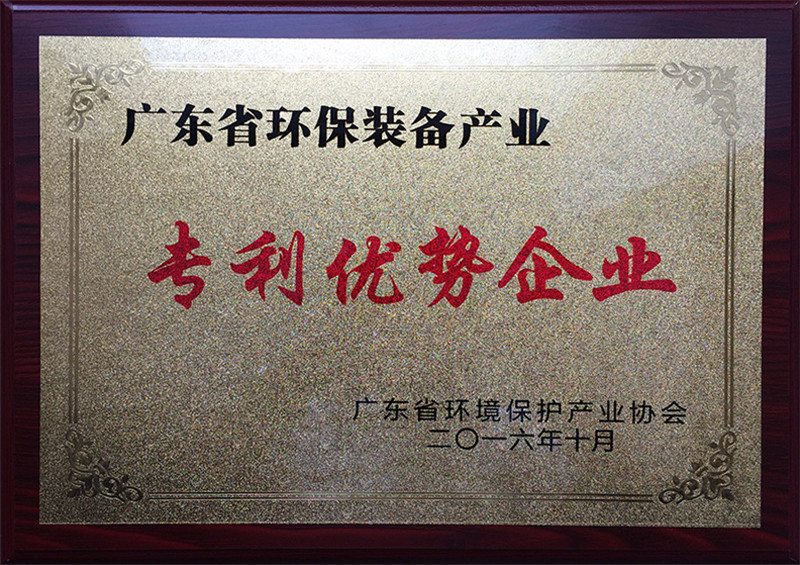 广东省环保装备产业
专利优势企业
广东省环境保护产业协会
二〇一六年十月